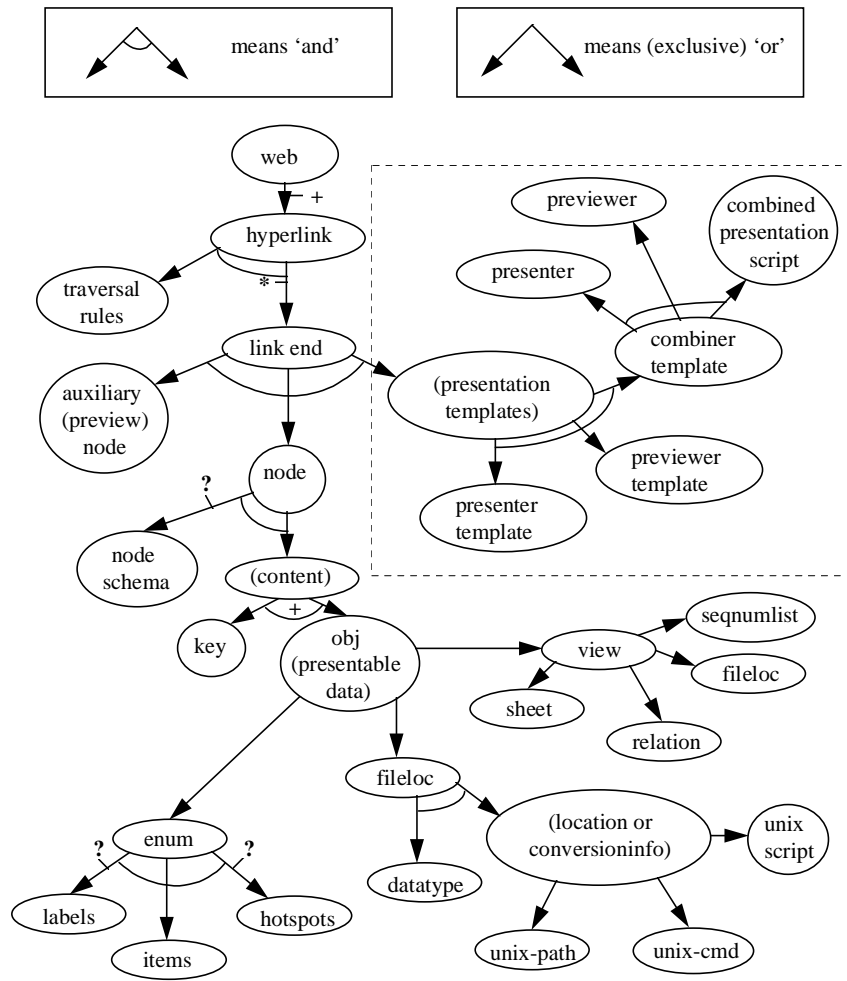 means ‘and’
means (exclusive) ‘or’
web
+
hyperlink
*
traversal
rules
link end
auxiliary
(preview)
node
node
?
node
schema
(content)
+
key
obj
(presentable
data)
previewer
combined
presentation
script
presenter
combiner
template
(presentation
templates)
previewer
template
presenter
template
seqnumlist
view
fileloc
sheet
relation
fileloc
enum
?
?
labels
items
hotspots
datatype
(location or
conversioninfo)
unix
script
unix-path
unix-cmd